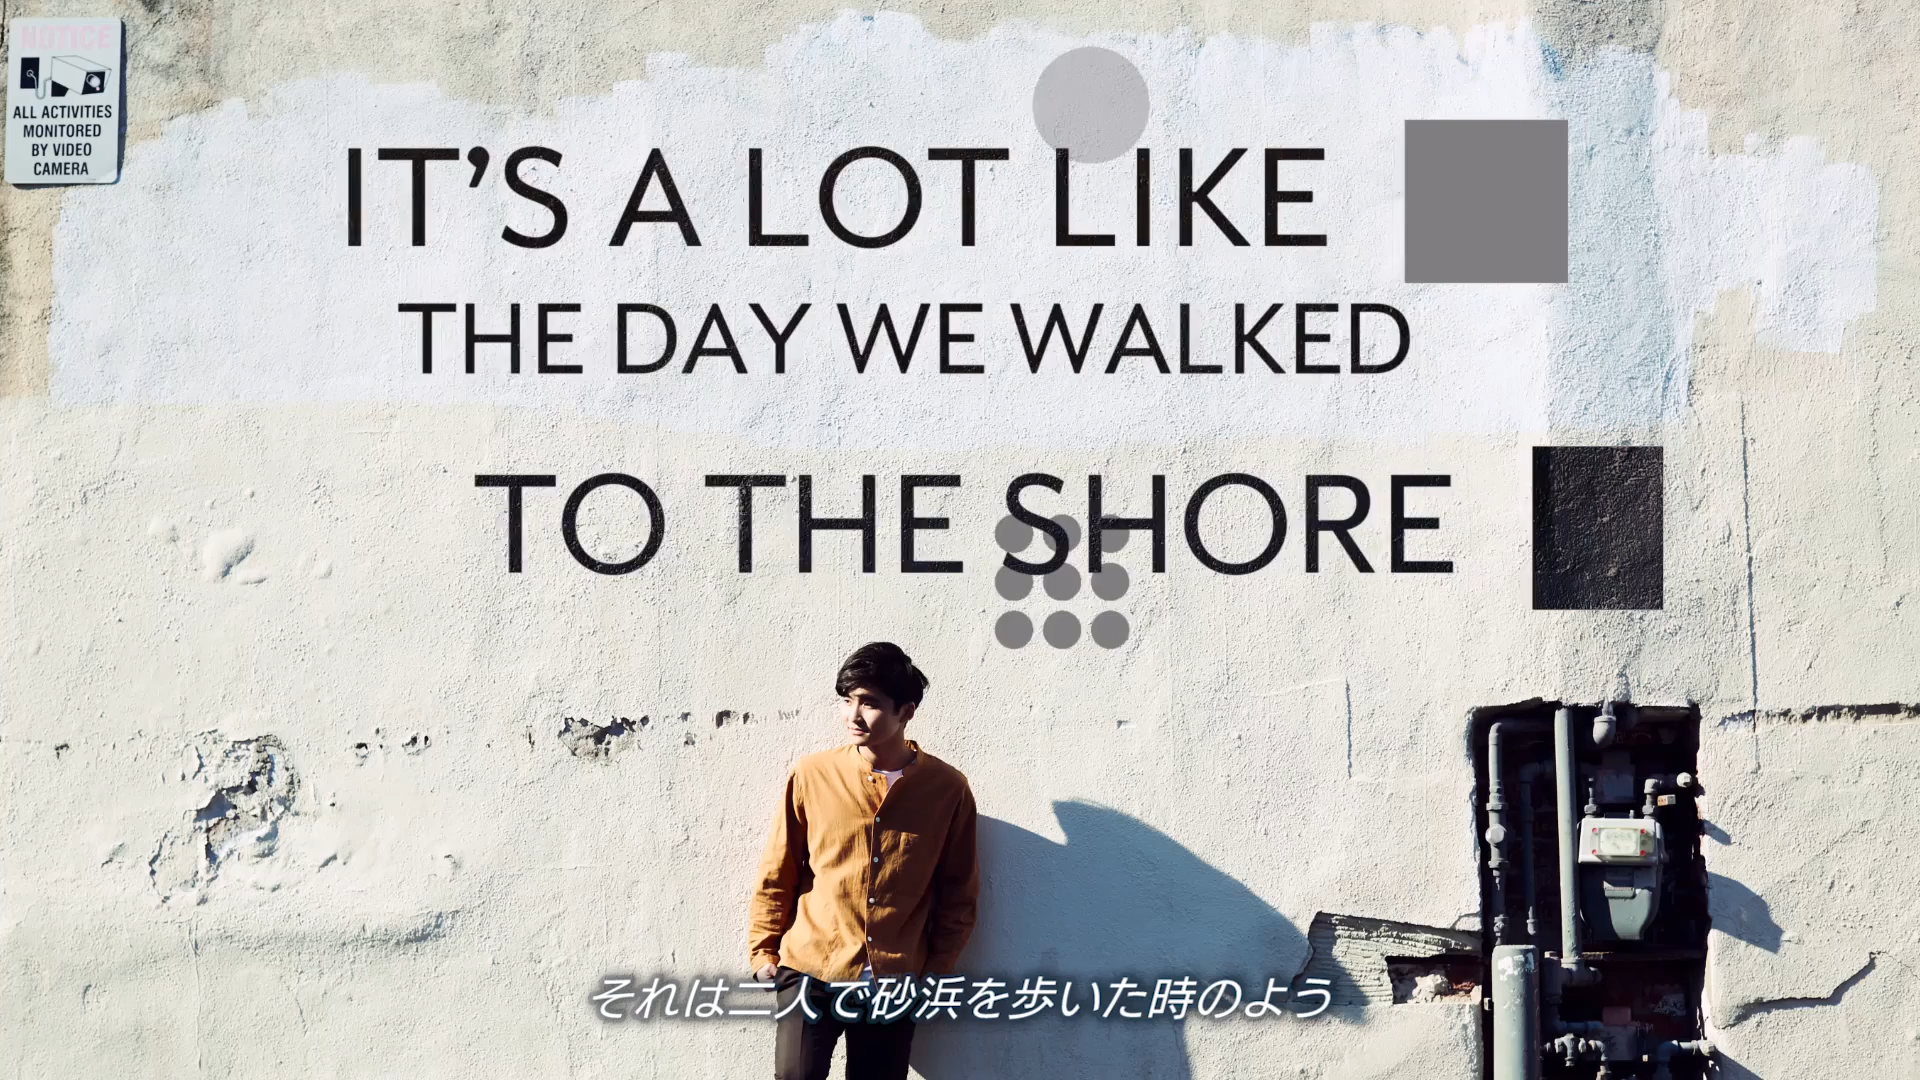 NOTICE
ALL ACTIVITIES
MONITORED
BY VIDEO
CAMERA
IT'S A LOT LIKE
THE DAY WE WALKED
TO THE SHORE
それは二人で砂浜を歩いた時のよう